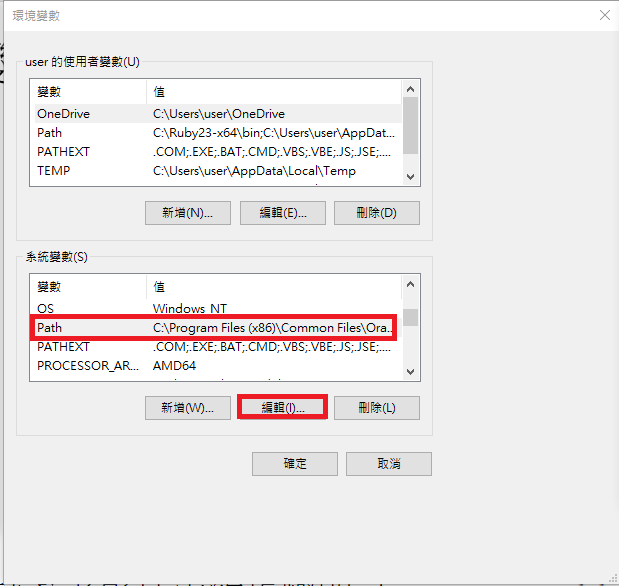 環境變數
user 的使用者變數(U)
變數 值
OneDrive C:\Users\user\OneDrive
Path C:\Ruby23-x64\bin;C:\Users\user\AppDat...
PATHEXT .COM;.EXE;.BAT;.CMD;.VBS;.VBE;.JS;.JSE;....
TEMP C:\Users\user\AppData\Local\Temp
新增(N)... 編輯(E)... 刪除(D)
系統變數(S)
變數 值
OS Windows_NT
Path C:\Program Files (x86)\Common Files\Ora...
PATHEXT .COM;.EXE;.BAT;.CMD;.VBS;.VBE;.JS;.JSE;....
PROCESSOR_AR... AMD64
新增(W)... 編輯(I)... 刪除(L)
確定 取消